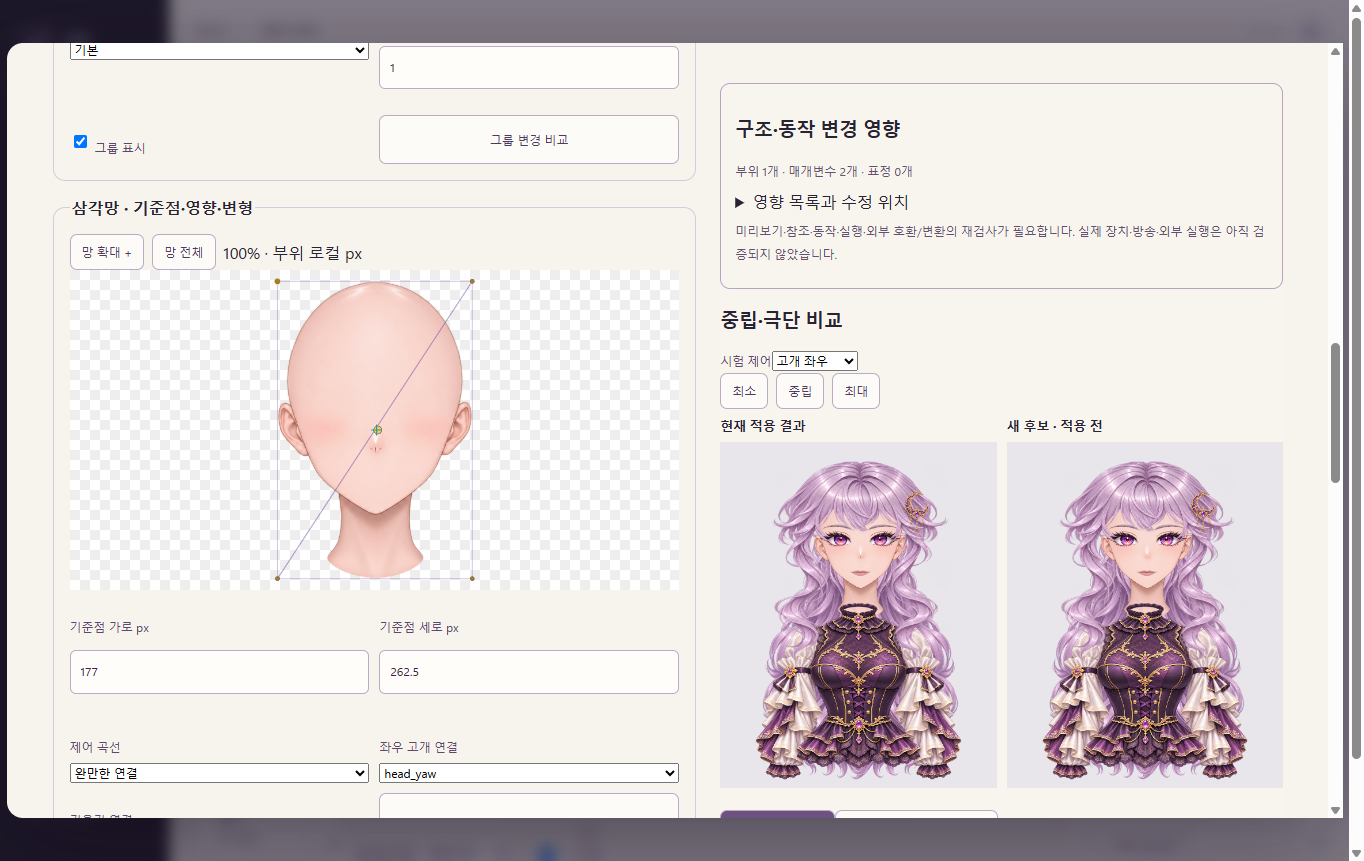 기본
1
그룹 표시
그룹 변경 비교
삼각망 · 기준점·영향·변형
망 확대 +
망 전체
100% · 부위 로컬 px
기준점 가로 px
기준점 세로 px
177
262.5
제어 곡선
좌우 고개 연결
완만한 연결
head_yaw
구조·동작 변경 영향
부위 1개 · 매개변수 2개 · 표정 0개
▶ 영향 목록과 수정 위치
미리보기·참조·동작·실행·외부 호환/변환의 재검사가 필요합니다. 실제 장치·방송·외부 실행은 아직 검
증되지 않았습니다.
중립·극단 비교
시험 제어 고개 좌우
최소
중립
최대
현재 적용 결과
새 후보 · 적용 전